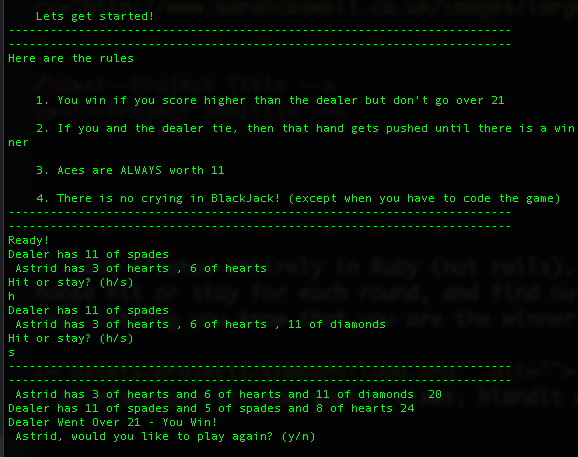 Lets get started!
------------------------------------------------------------------------
------------------------------------------------------------------------
Here are the rules
1. You win if you score higher than the dealer but don't go over 21
2. If you and the dealer tie, then that hand gets pushed until there is a win
ner
3. Aces are ALWAYS worth 11
4. There is no crying in BlackJack! (except when you have to code the game)
------------------------------------------------------------------------
------------------------------------------------------------------------
Ready!
Dealer has 11 of spades
Astrid has 3 of hearts , 6 of hearts
Hit or stay? (h/s)
h
Dealer has 11 of spades
Astrid has 3 of hearts , 6 of hearts , 11 of diamonds
Hit or stay? (h/s)
s
------------------------------------------------------------------------
------------------------------------------------------------------------
Astrid has 3 of hearts and 6 of hearts and 11 of diamonds  20
Dealer has 11 of spades and 5 of spades and 8 of hearts 24
Dealer Went Over 21 - You Win!
Astrid, would you like to play again? (y/n)